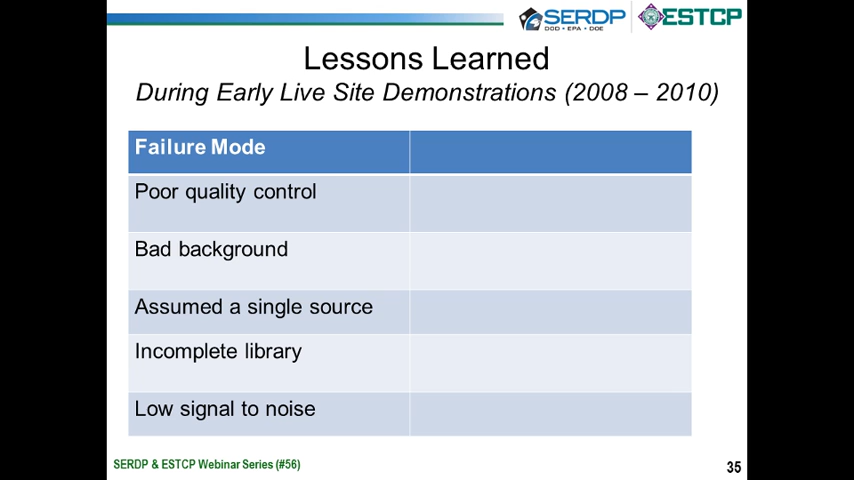 SERDP
DOD • EPA • DOE
ESTCP
Lessons Learned
During Early Live Site Demonstrations (2008 – 2010)
Failure Mode
Poor quality control
Bad background
Assumed a single source
Incomplete library
Low signal to noise
SERDP & ESTCP Webinar Series (#56)
35